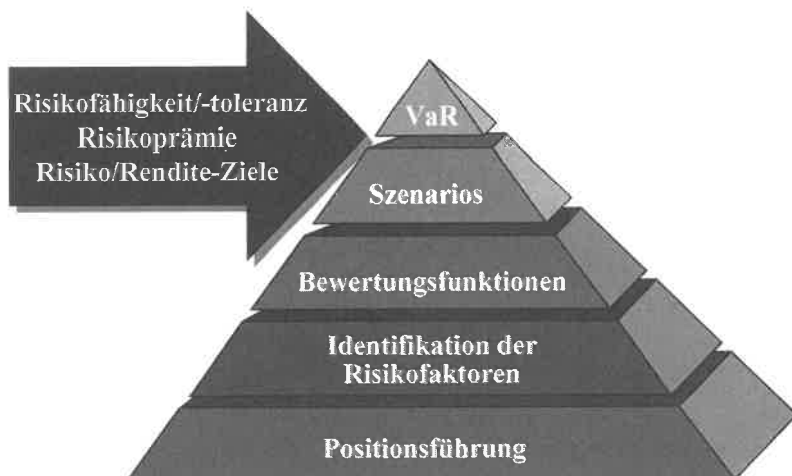 Risikofähigkeit/-toleranz
Risikoprämie
Risiko/Rendite-Ziele
VaR
Szenarios
Bewertungsfunktionen
Identifikation der
Risikofaktoren
Positionsführung